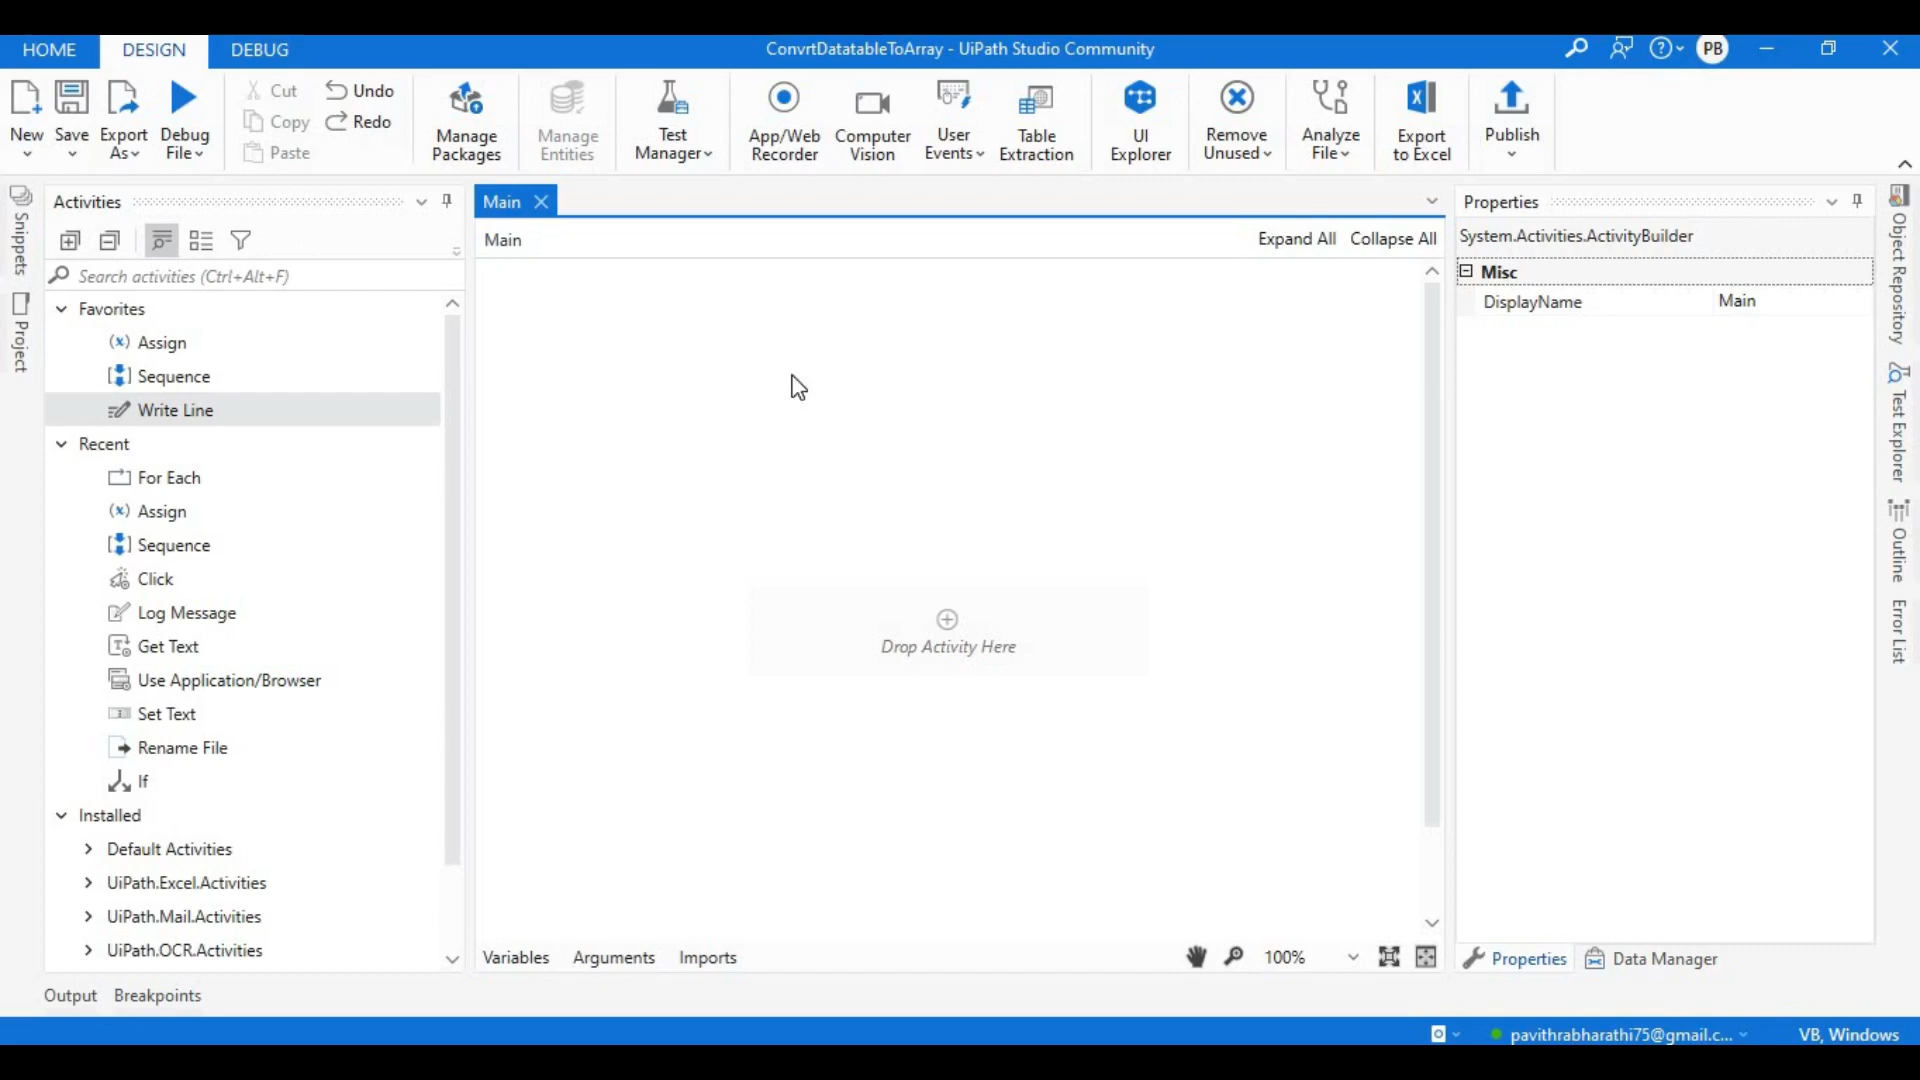 HOME DESIGN DEBUG ConvrtDatatableToArray - UiPath Studio Community PB
New Save Export As Debug File Cut Copy Paste Undo Redo Manage Packages Manage Entities Test Manager App/Web Recorder Computer Vision User Events Table Extraction UI Explorer Remove Unused Analyze File Export to Excel Publish
Snippets
Project
Activities
Search activities (Ctrl+Alt+F)
Favorites
Assign
Sequence
Write Line
Recent
For Each
Assign
Sequence
Click
Log Message
Get Text
Use Application/Browser
Set Text
Rename File
If
Installed
Default Activities
UiPath.Excel.Activities
UiPath.Mail.Activities
UiPath.OCR.Activities
Main
Main Expand All Collapse All
Drop Activity Here
Variables Arguments Imports 100%
Properties
System.Activities.ActivityBuilder
Misc
DisplayName Main
Properties Data Manager
Object Repository
Test Explorer
Outline
Error List
Output Breakpoints
pavithrabharathi75@gmail.c... VB, Windows